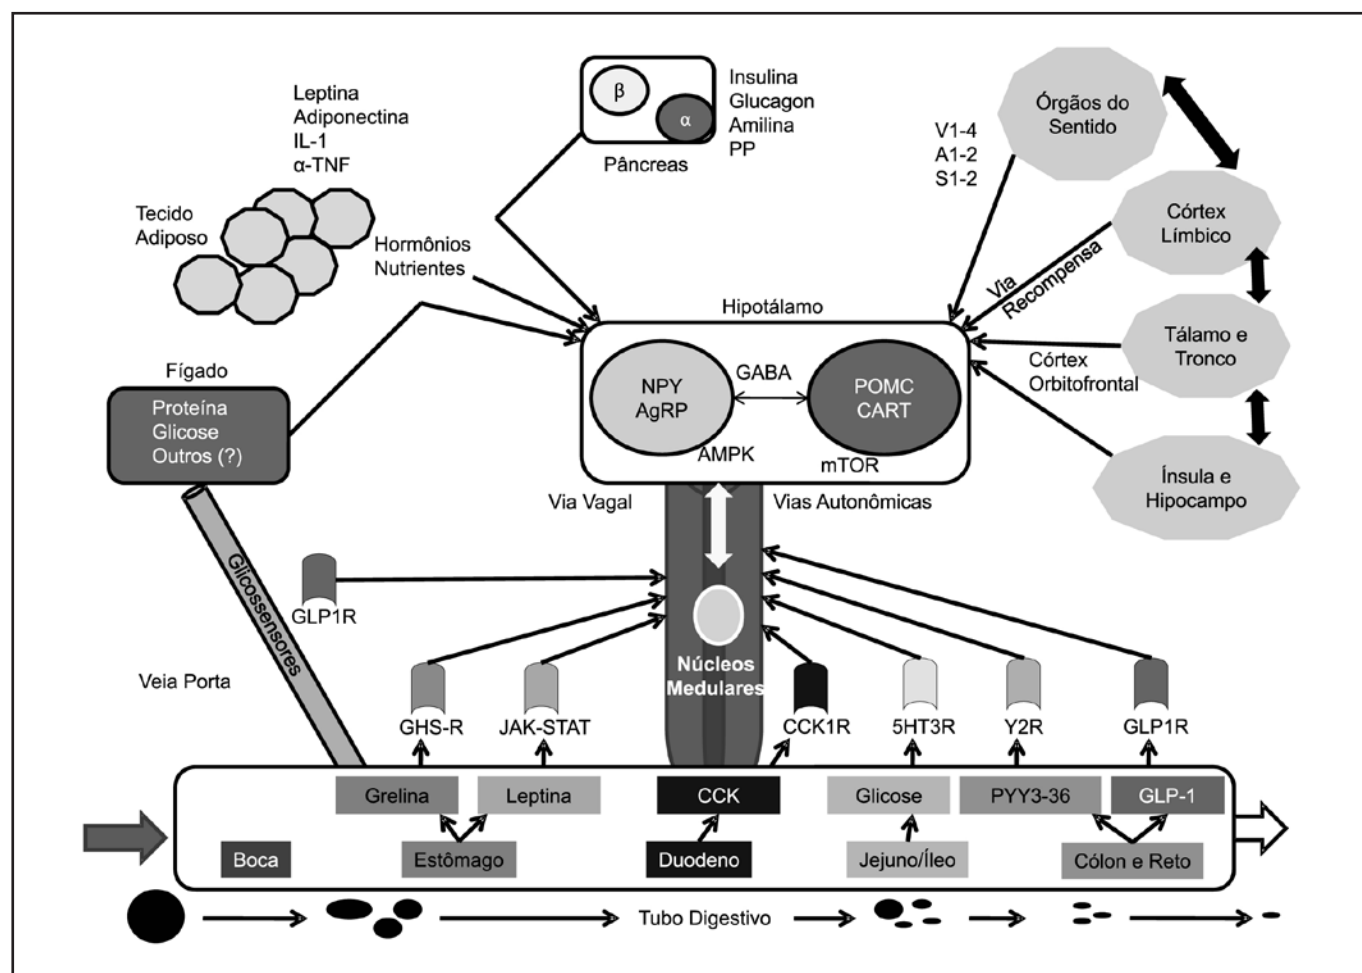 Leptina
Adiponectina
IL-1
α-TNF
Tecido
Adiposo
Hormônios
Nutrientes
β
α
Pâncreas
Insulina
Glucagon
Amilina
PP
V1-4
A1-2
S1-2
Órgãos do
Sentido
Córtex
Límbico
Via
Recompensa
Tálamo e
Tronco
Córtex
Orbitofrontal
Ínsula e
Hipocampo
Hipotálamo
NPY
AgRP
GABA
POMC
CART
AMPK
mTOR
Fígado
Proteína
Glicose
Outros (?)
Via Vagal
Vias Autonômicas
Glicossensores
Veia Porta
GLP1R
Núcleos
Medulares
GHS-R
JAK-STAT
CCK1R
5HT3R
Y2R
GLP1R
Grelina
Leptina
CCK
Glicose
PYY3-36
GLP-1
Boca
Estômago
Duodeno
Jejuno/Íleo
Cólon e Reto
Tubo Digestivo